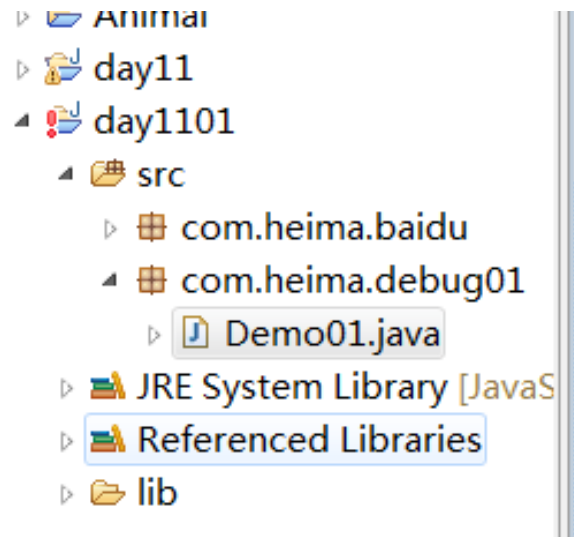 Animal
day11
day1101
src
com.heima.baidu
com.heima.debug01
Demo01.java
JRE System Library [JavaS
Referenced Libraries
lib